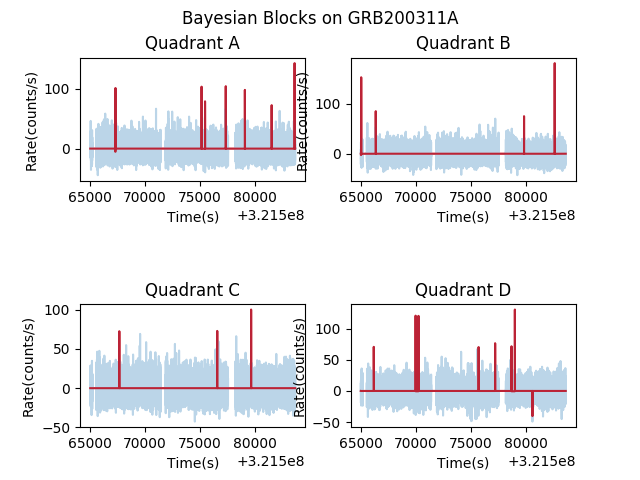 Bayesian Blocks on GRB200311A
Quadrant A
Rate(counts/s)
100
0
65000 70000 75000 80000
Time(s)
+3.215e8
Quadrant B
Rate(counts/s)
100
0
65000 70000 75000 80000
Time(s)
+3.215e8
Quadrant C
Rate(counts/s)
100
50
0
−50
65000 70000 75000 80000
Time(s)
+3.215e8
Quadrant D
Rate(counts/s)
100
50
0
−50
65000 70000 75000 80000
Time(s)
+3.215e8